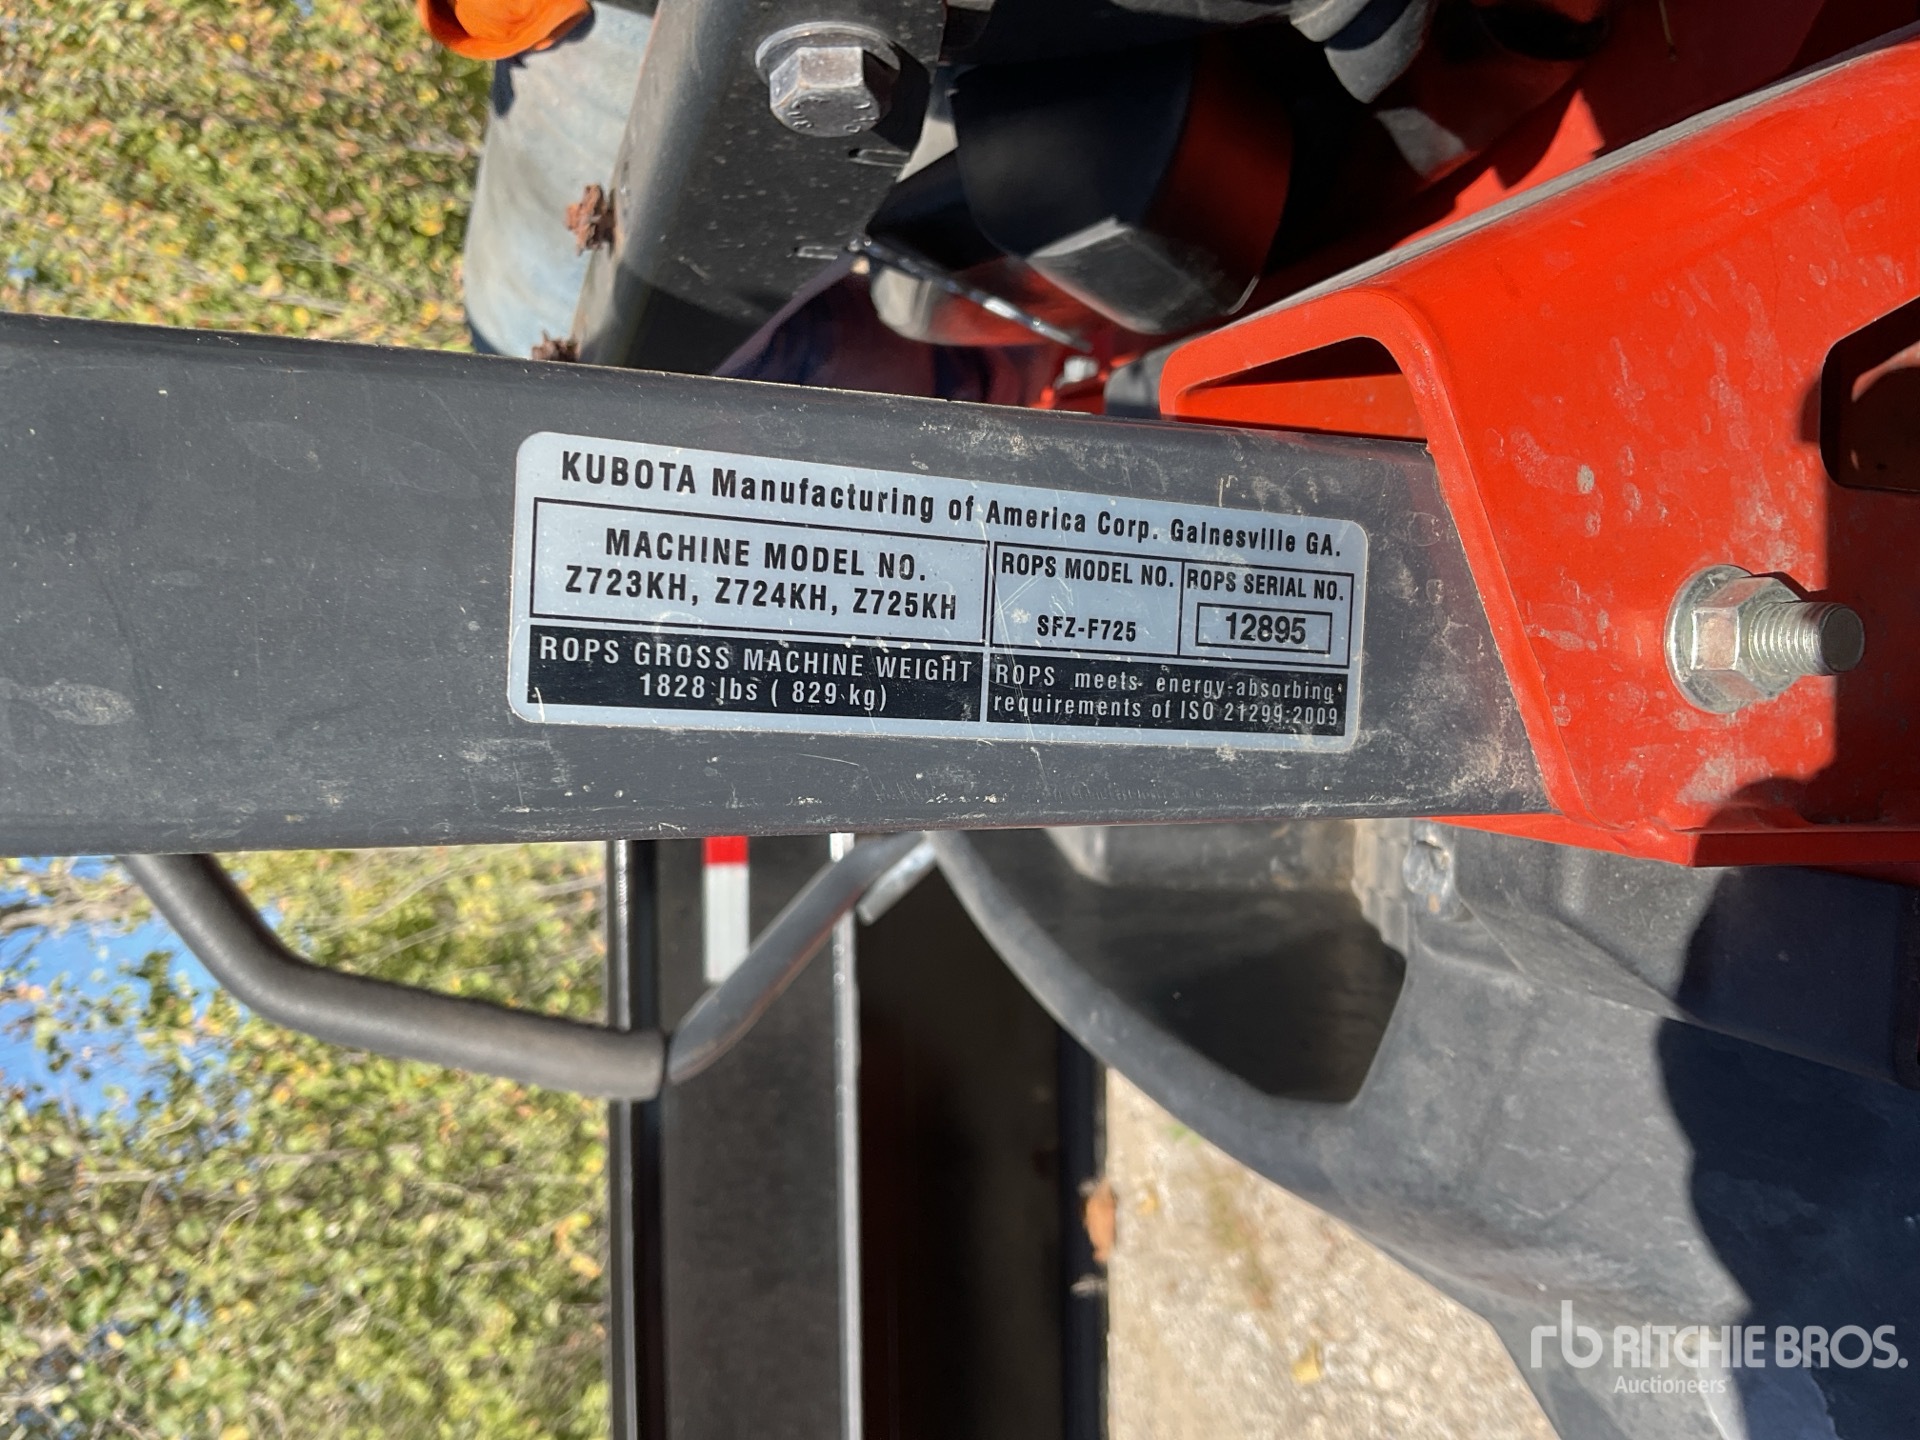 KUBOTA Manufacturing of America Corp. Gainesville GA.
MACHINE MODEL NO.
Z723KH, Z724KH, Z725KH
ROPS MODEL NO.
SFZ-F725
ROPS SERIAL NO.
12895
ROPS GROSS MACHINE WEIGHT
1828 lbs ( 829 kg)
ROPS meets energy-absorbing
requirements of ISO 21299:2009
rb RITCHIE BROS.
Auctioneers